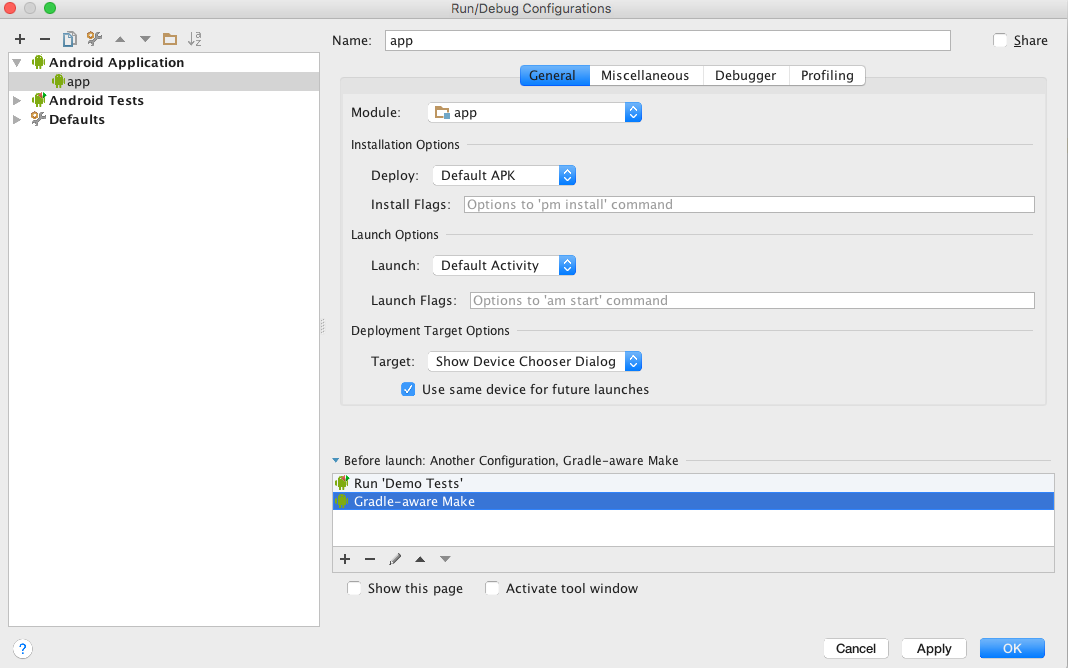 Run/Debug Configurations
Name: app
Share
Android Application
app
Android Tests
Defaults
General Miscellaneous Debugger Profiling
Module: app
Installation Options
Deploy: Default APK
Install Flags: Options to 'pm install' command
Launch Options
Launch: Default Activity
Launch Flags: Options to 'am start' command
Deployment Target Options
Target: Show Device Chooser Dialog
Use same device for future launches
Before launch: Another Configuration, Gradle-aware Make
Run 'Demo Tests'
Gradle-aware Make
Show this page Activate tool window
? Cancel Apply OK